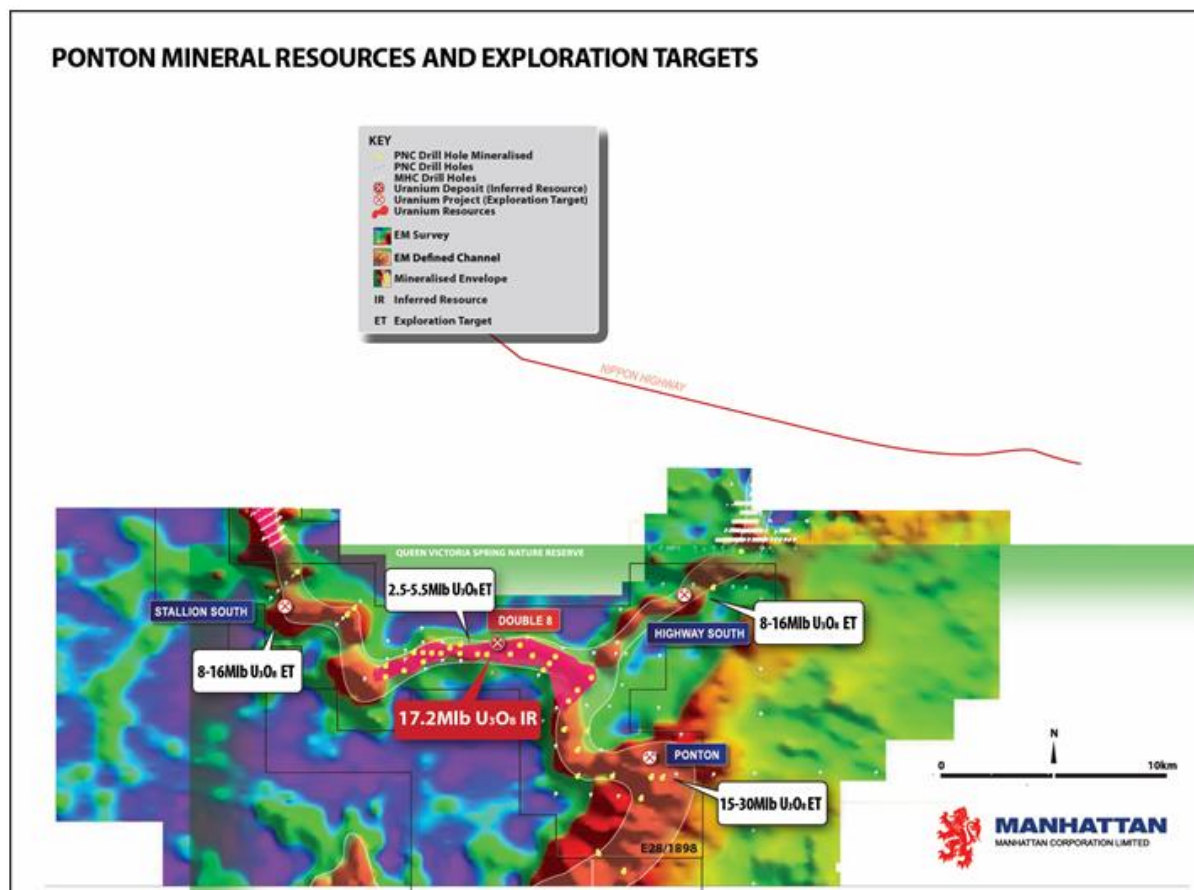 PONTON MINERAL RESOURCES AND EXPLORATION TARGETS
KEY
PNC Drill Hole Mineralised
PNC Drill Holes
MHC Drill Holes
Uranium Deposit (Inferred Resource)
Uranium Project (Exploration Target)
Uranium Resources
EM Survey
EM Defined Channel
Mineralised Envelope
IR Inferred Resource
ET Exploration Target
NIPPON HIGHWAY
QUEEN VICTORIA SPRING NATURE RESERVE
2.5-5.5Mlb U₃O₈ ET
STALLION SOUTH
DOUBLE 8
HIGHWAY SOUTH
8-16Mlb U₃O₈ ET
8-16Mlb U₃O₈ ET
17.2Mlb U₃O₈ IR
PONTON
15-30Mlb U₃O₈ ET
N
0 10km
E28/1898
MANHATTAN
MANHATTAN CORPORATION LIMITED